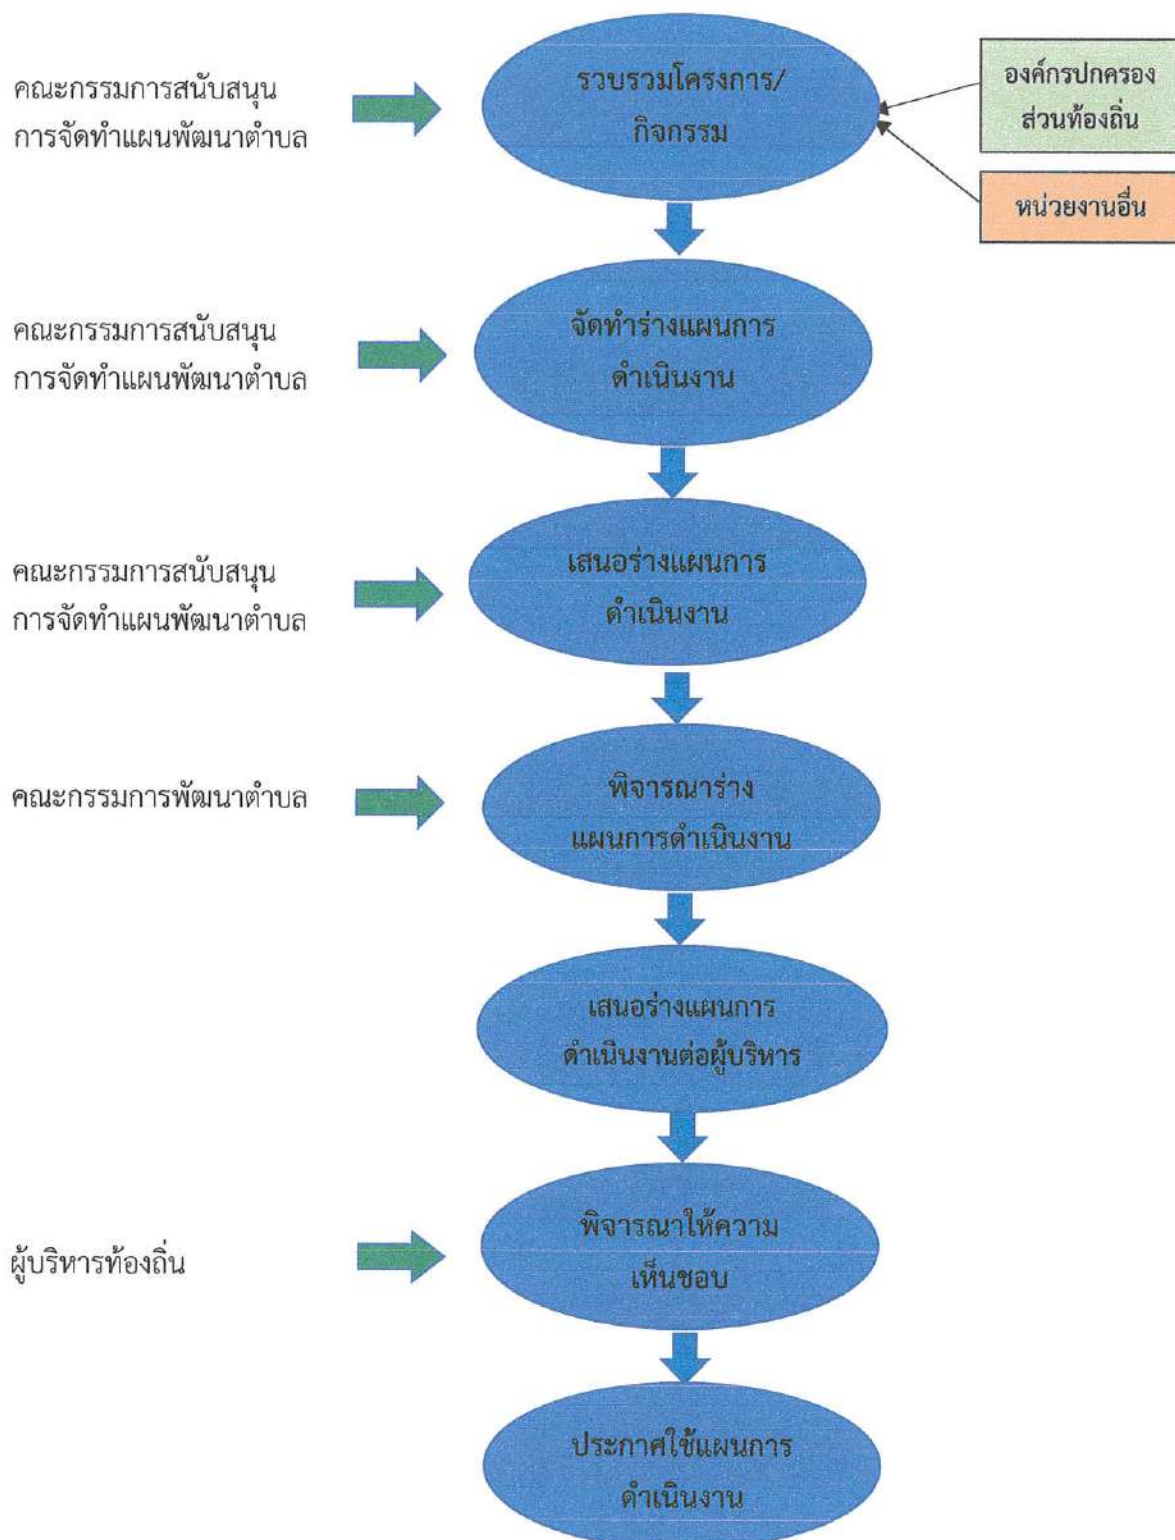 คณะกรรมการสนับสนุน
การจัดทำแผนพัฒนาตำบล
รวบรวมโครงการ/
กิจกรรม
องค์กรปกครอง
ส่วนท้องถิ่น
หน่วยงานอื่น
คณะกรรมการสนับสนุน
การจัดทำแผนพัฒนาตำบล
จัดทำร่างแผนการ
ดำเนินงาน
คณะกรรมการสนับสนุน
การจัดทำแผนพัฒนาตำบล
เสนอร่างแผนการ
ดำเนินงาน
คณะกรรมการพัฒนาตำบล
พิจารณาร่าง
แผนการดำเนินงาน
เสนอร่างแผนการ
ดำเนินงานต่อผู้บริหาร
ผู้บริหารท้องถิ่น
พิจารณาให้ความ
เห็นชอบ
ประกาศใช้แผนการ
ดำเนินงาน